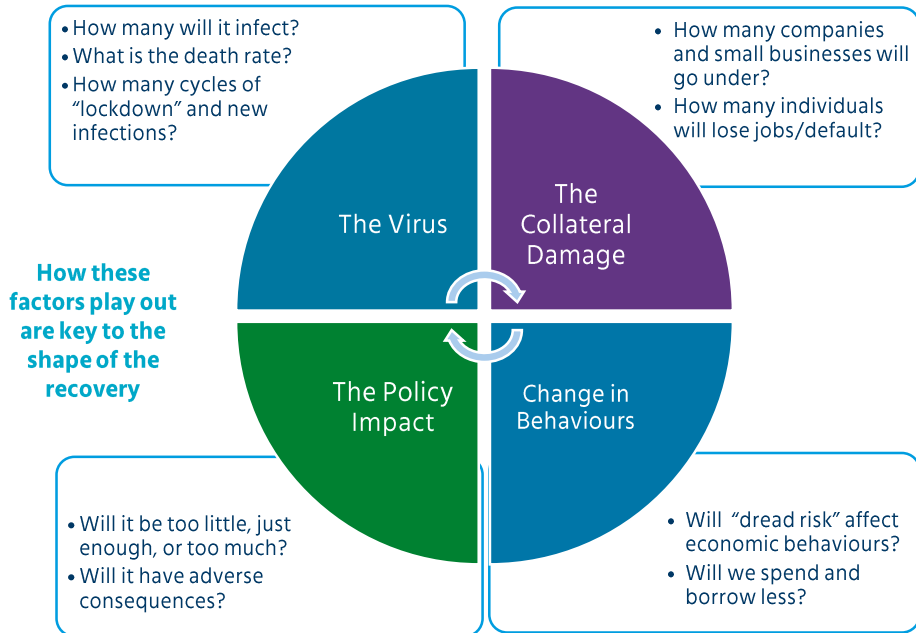 • How many will it infect?
• What is the death rate?
• How many cycles of
“lockdown” and new
infections?
• How many companies
and small businesses will
go under?
• How many individuals
will lose jobs/default?
The Virus
The
Collateral
Damage
How these
factors play out
are key to the
shape of the
recovery
The Policy
Impact
Change in
Behaviours
• Will it be too little, just
enough, or too much?
• Will it have adverse
consequences?
• Will “dread risk” affect
economic behaviours?
• Will we spend and
borrow less?